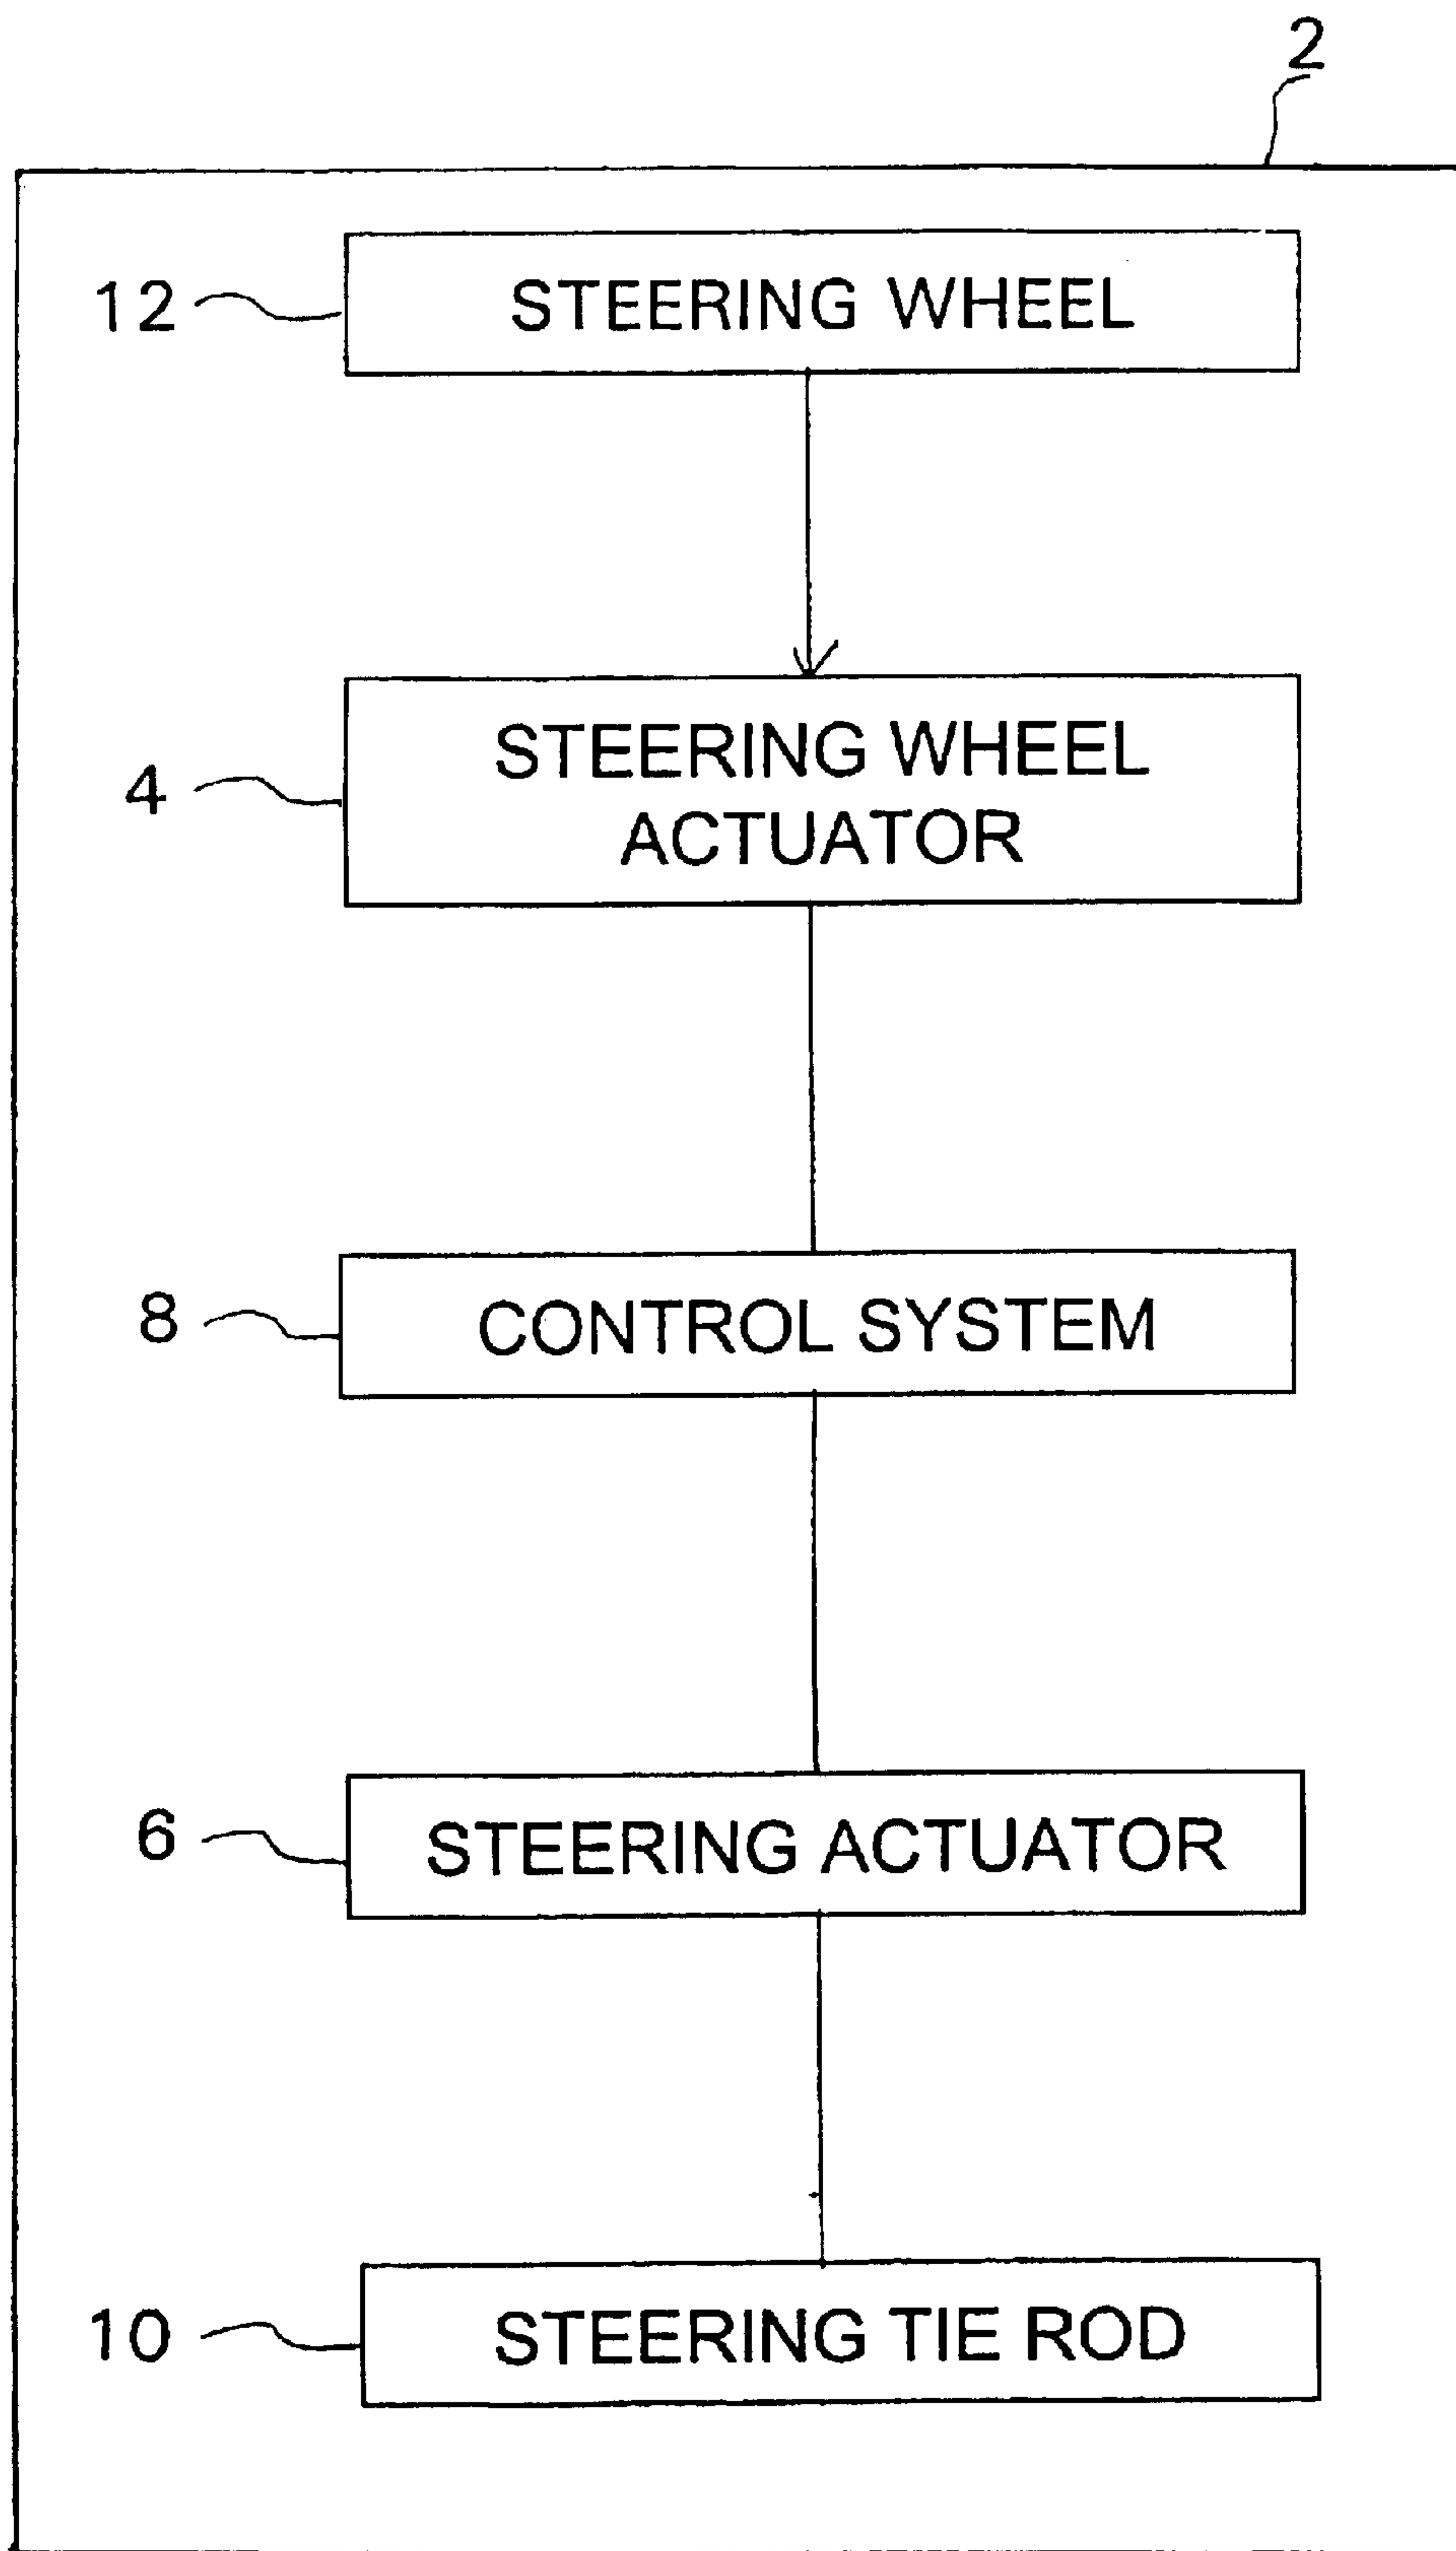 2
12 STEERING WHEEL
4 STEERING WHEEL
ACTUATOR
8 CONTROL SYSTEM
6 STEERING ACTUATOR
10 STEERING TIE ROD